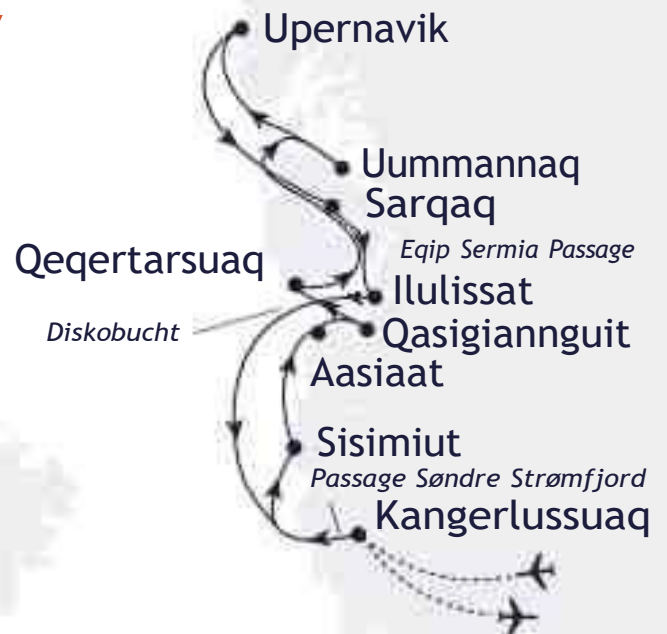 Upernavik
Uummannaq
Sarqaq
Eqip Sermia Passage
Qeqertarsuaq
Ilulissat
Diskobucht
Qasigiannguit
Aasiaat
Sisimiut
Passage Søndre Strømfjord
Kangerlussuaq